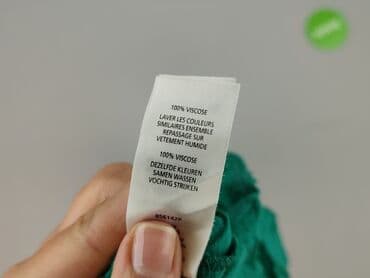 100% VISCOSE
LAVER LES COULEURS
SIMILAIRES ENSEMBLE
REPASSAGE SUR
VETEMENT HUMIDE
100% VISCOSE
DEZELFDE KLEUREN
SAMEN WASSEN
VOCHTIG STRIJKEN